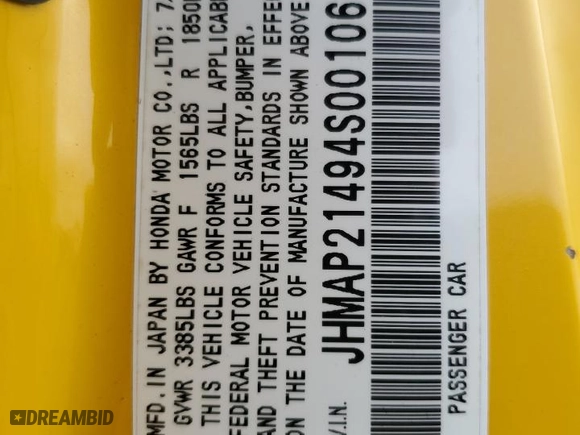 MFD.IN JAPAN BY HONDA MOTOR CO.,LTD; 7
GVWR 3385LBS GAWR F 1565LBS R 1850
THIS VEHICLE CONFORMS TO ALL APPLICAB
FEDERAL MOTOR VEHICLE SAFETY,BUMPER,
AND THEFT PREVENTION STANDARDS IN EFFE
ON THE DATE OF MANUFACTURE SHOWN ABOVE
V.I.N. JHMAP21494S00106
PASSENGER CAR
DREAMBID